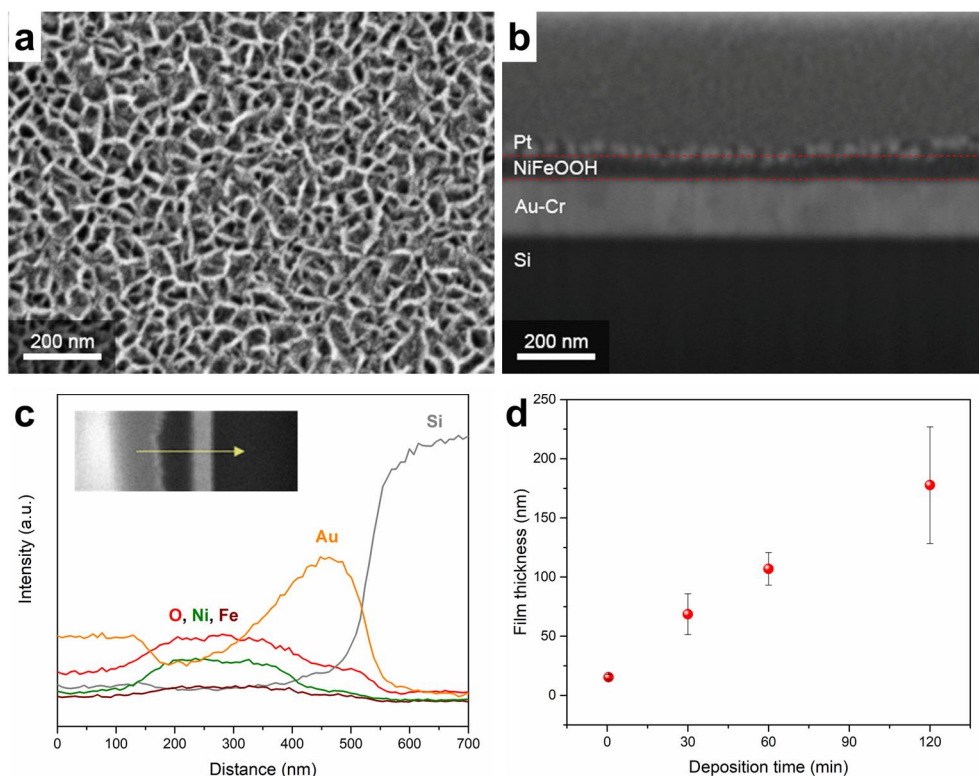 a
200 nm
b
Pt
NiFeOOH
Au-Cr
Si
200 nm
c
Si
Au
O, Ni, Fe
Intensity (a.u.)
0 100 200 300 400 500 600 700
Distance (nm)
d
250
200
150
100
50
0
Film thickness (nm)
0 30 60 90 120
Deposition time (min)